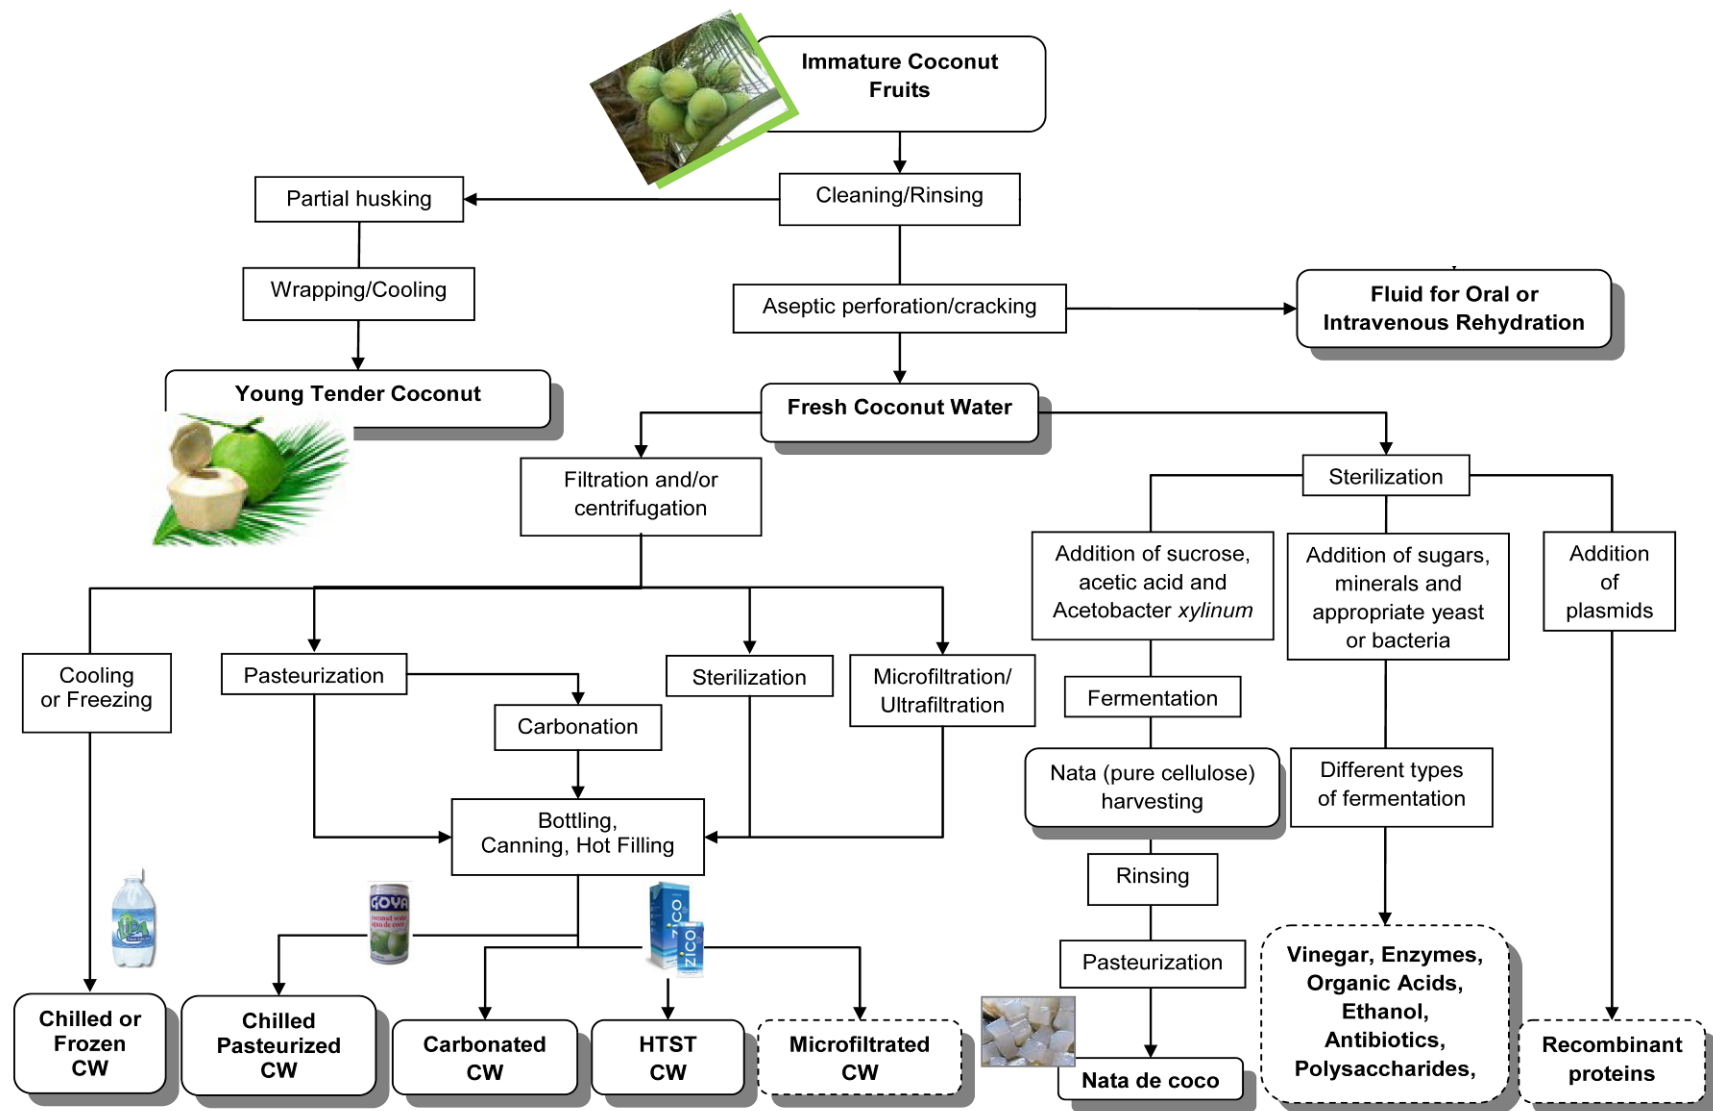 Immature Coconut
Fruits
Partial husking
Cleaning/Rinsing
Wrapping/Cooling
Aseptic perforation/cracking
Fluid for Oral or
Intravenous Rehydration
Young Tender Coconut
Fresh Coconut Water
Filtration and/or
centrifugation
Sterilization
Addition of sucrose,
acetic acid and
Acetobacter xylinum
Addition of sugars,
minerals and
appropriate yeast
or bacteria
Addition
of
plasmids
Cooling
or Freezing
Pasteurization
Sterilization
Microfiltration/
Ultrafiltration
Carbonation
Fermentation
Nata (pure cellulose)
harvesting
Different types
of fermentation
Bottling,
Canning, Hot Filling
Rinsing
GOYA
coconut water
agua de coco
zico
zico
Pasteurization
Vinegar, Enzymes,
Organic Acids,
Ethanol,
Antibiotics,
Polysaccharides,
Chilled or
Frozen
CW
Chilled
Pasteurized
CW
Carbonated
CW
HTST
CW
Microfiltrated
CW
Nata de coco
Recombinant
proteins